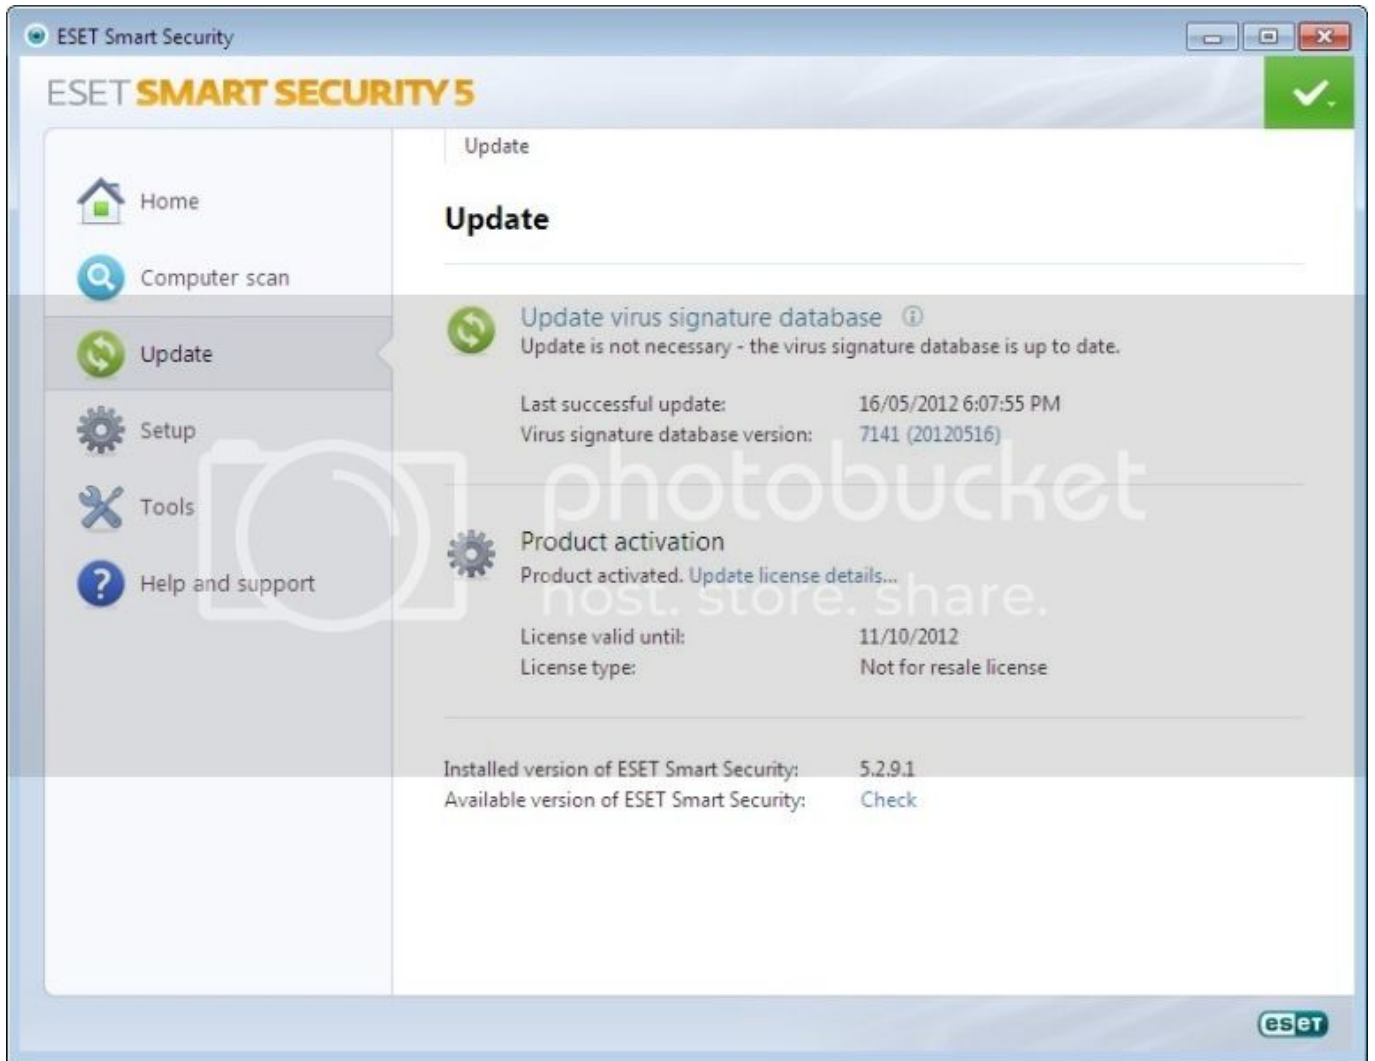 ESET Smart Security
ESET SMART SECURITY 5
Home
Computer scan
Update
Setup
Tools
Help and support
Update
Update
Update virus signature database
Update is not necessary - the virus signature database is up to date.
Last successful update: 16/05/2012 6:07:55 PM
Virus signature database version: 7141 (20120516)
Product activation
Product activated. Update license details...
License valid until: 11/10/2012
License type: Not for resale license
Installed version of ESET Smart Security: 5.2.9.1
Available version of ESET Smart Security: Check
photobucket
host. store. share.
eset